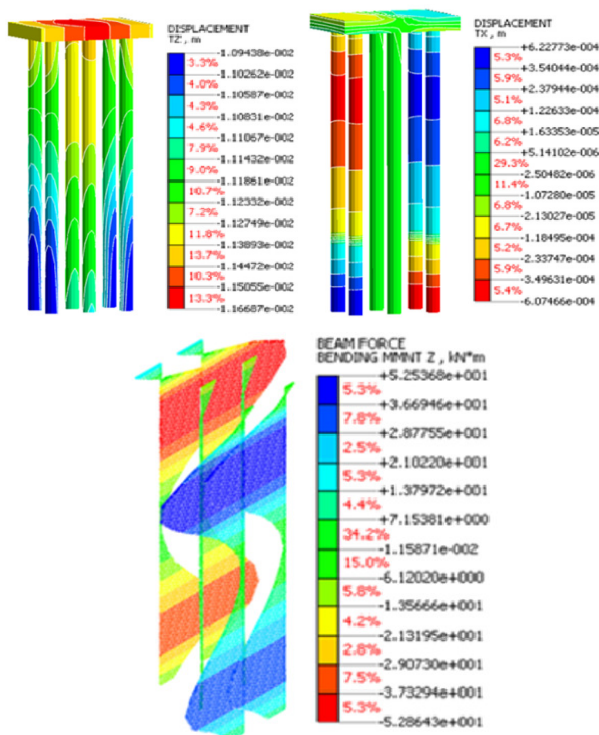 DISPLACEMENT
TZ, m
-1.09438e-002
3.3%
-1.10262e-002
4.0%
-1.10587e-002
4.3%
-1.10831e-002
4.6%
-1.11067e-002
7.9%
-1.11432e-002
9.0%
-1.11861e-002
10.7%
-1.12332e-002
7.2%
-1.12749e-002
11.8%
-1.13893e-002
13.7%
-1.14472e-002
10.3%
-1.15055e-002
13.3%
-1.16687e-002
DISPLACEMENT
TX, m
+6.22773e-004
5.3%
+3.54044e-004
5.9%
+2.37944e-004
5.1%
+1.22633e-004
6.8%
+1.63353e-005
6.2%
+5.14102e-006
29.3%
-2.50482e-006
11.4%
-1.07280e-005
6.8%
-2.13027e-005
6.7%
-1.18495e-004
5.2%
-2.33747e-004
5.9%
-3.49631e-004
5.4%
-6.07466e-004
BEAM FORCE
BENDING MMNT Z, kN*m
+5.25368e+001
5.3%
+3.66946e+001
7.8%
+2.87755e+001
2.5%
+2.10220e+001
5.3%
+1.37972e+001
4.4%
+7.15381e+000
34.2%
-1.15871e-002
15.0%
-6.12020e+000
5.8%
-1.35666e+001
4.2%
-2.13195e+001
2.8%
-2.90730e+001
7.5%
-3.73294e+001
5.3%
-5.28643e+001